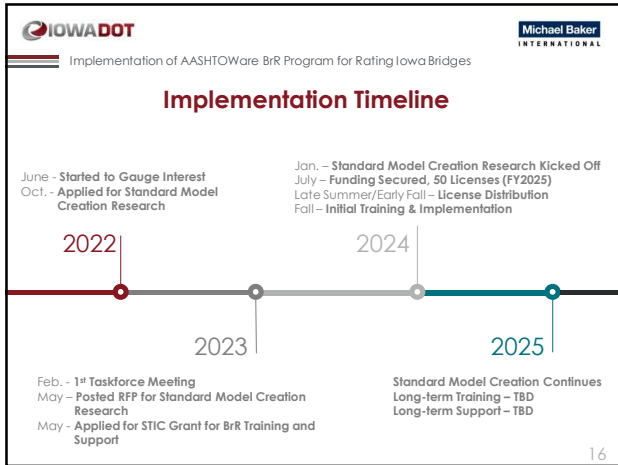 IOWADOT
Michael Baker
INTERNATIONAL
Implementation of AASHTOWare BrR Program for Rating Iowa Bridges
Implementation Timeline
June - Started to Gauge Interest
Oct. - Applied for Standard Model
Creation Research
2022
Jan. – Standard Model Creation Research Kicked Off
July – Funding Secured, 50 Licenses (FY2025)
Late Summer/Early Fall – License Distribution
Fall – Initial Training & Implementation
2024
2023
Feb. - 1st Taskforce Meeting
May – Posted RFP for Standard Model Creation
Research
May - Applied for STIC Grant for BrR Training and
Support
2025
Standard Model Creation Continues
Long-term Training – TBD
Long-term Support – TBD
16